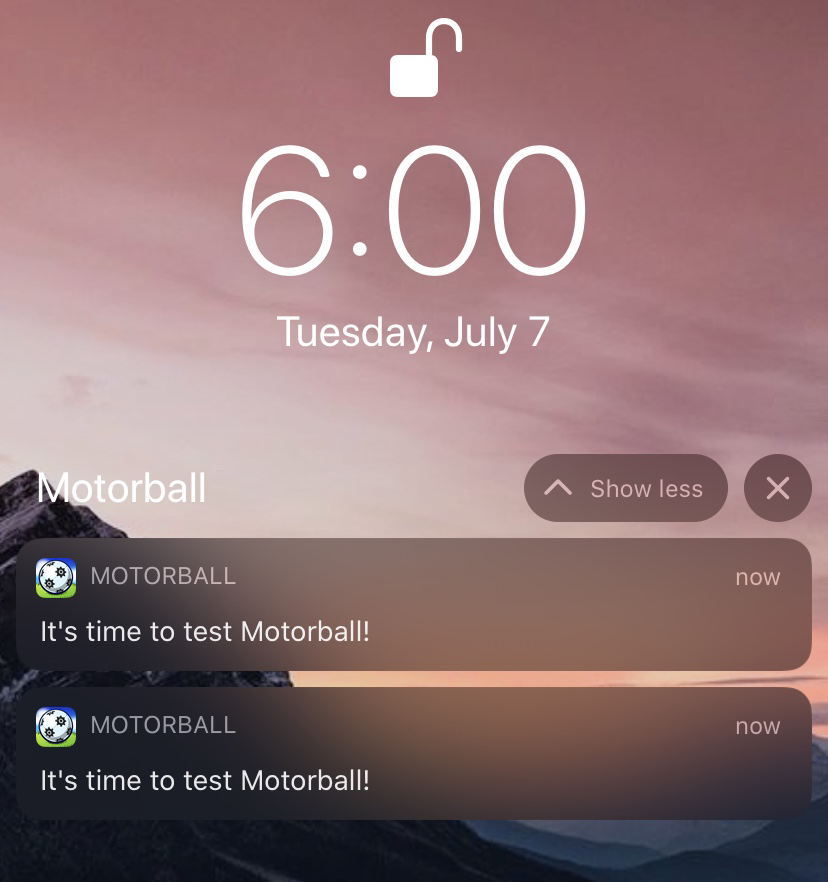 6:00
Tuesday, July 7
Motorball
Show less
MOTORBALL
now
It's time to test Motorball!
MOTORBALL
now
It's time to test Motorball!